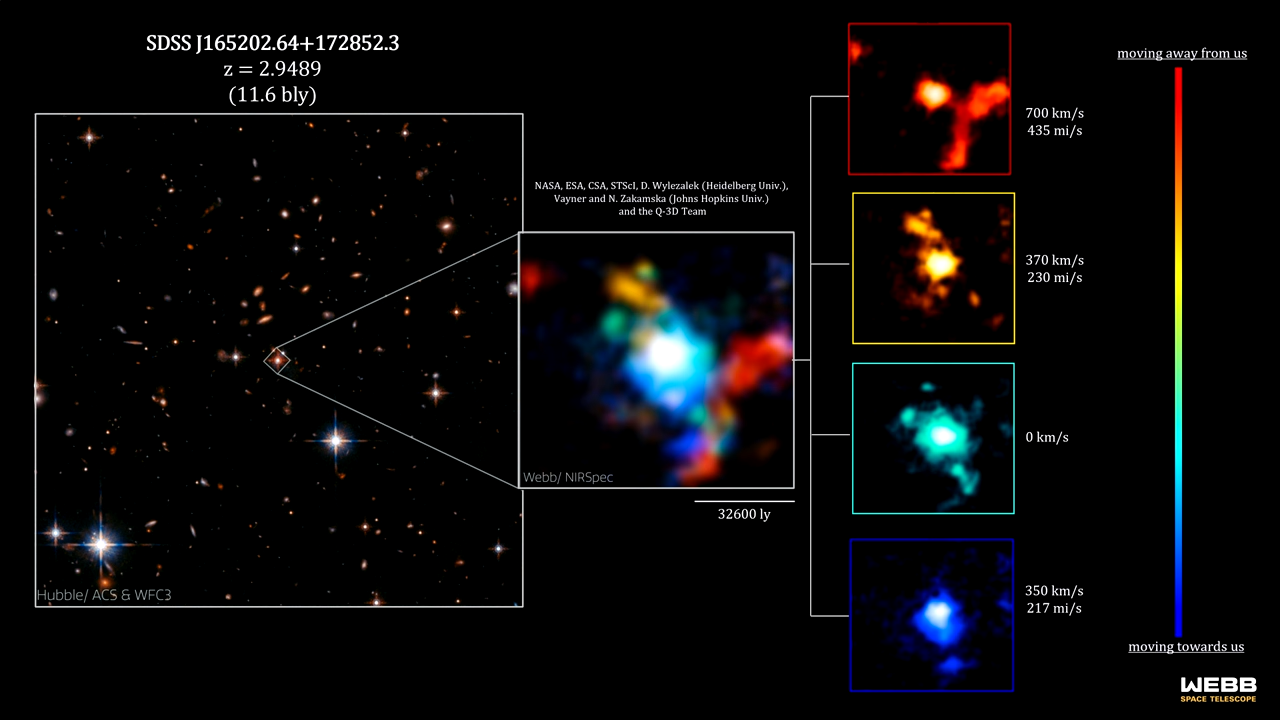 SDSS J165202.64+172852.3
z = 2.9489
(11.6 bly)
Hubble/ ACS & WFC3
NASA, ESA, CSA, STScI, D. Wylezalek (Heidelberg Univ.),
Vayner and N. Zakamska (Johns Hopkins Univ.)
and the Q-3D Team
Webb/ NIRSpec
32600 ly
700 km/s
435 mi/s
370 km/s
230 mi/s
0 km/s
350 km/s
217 mi/s
moving away from us
moving towards us
WEBB
SPACE TELESCOPE